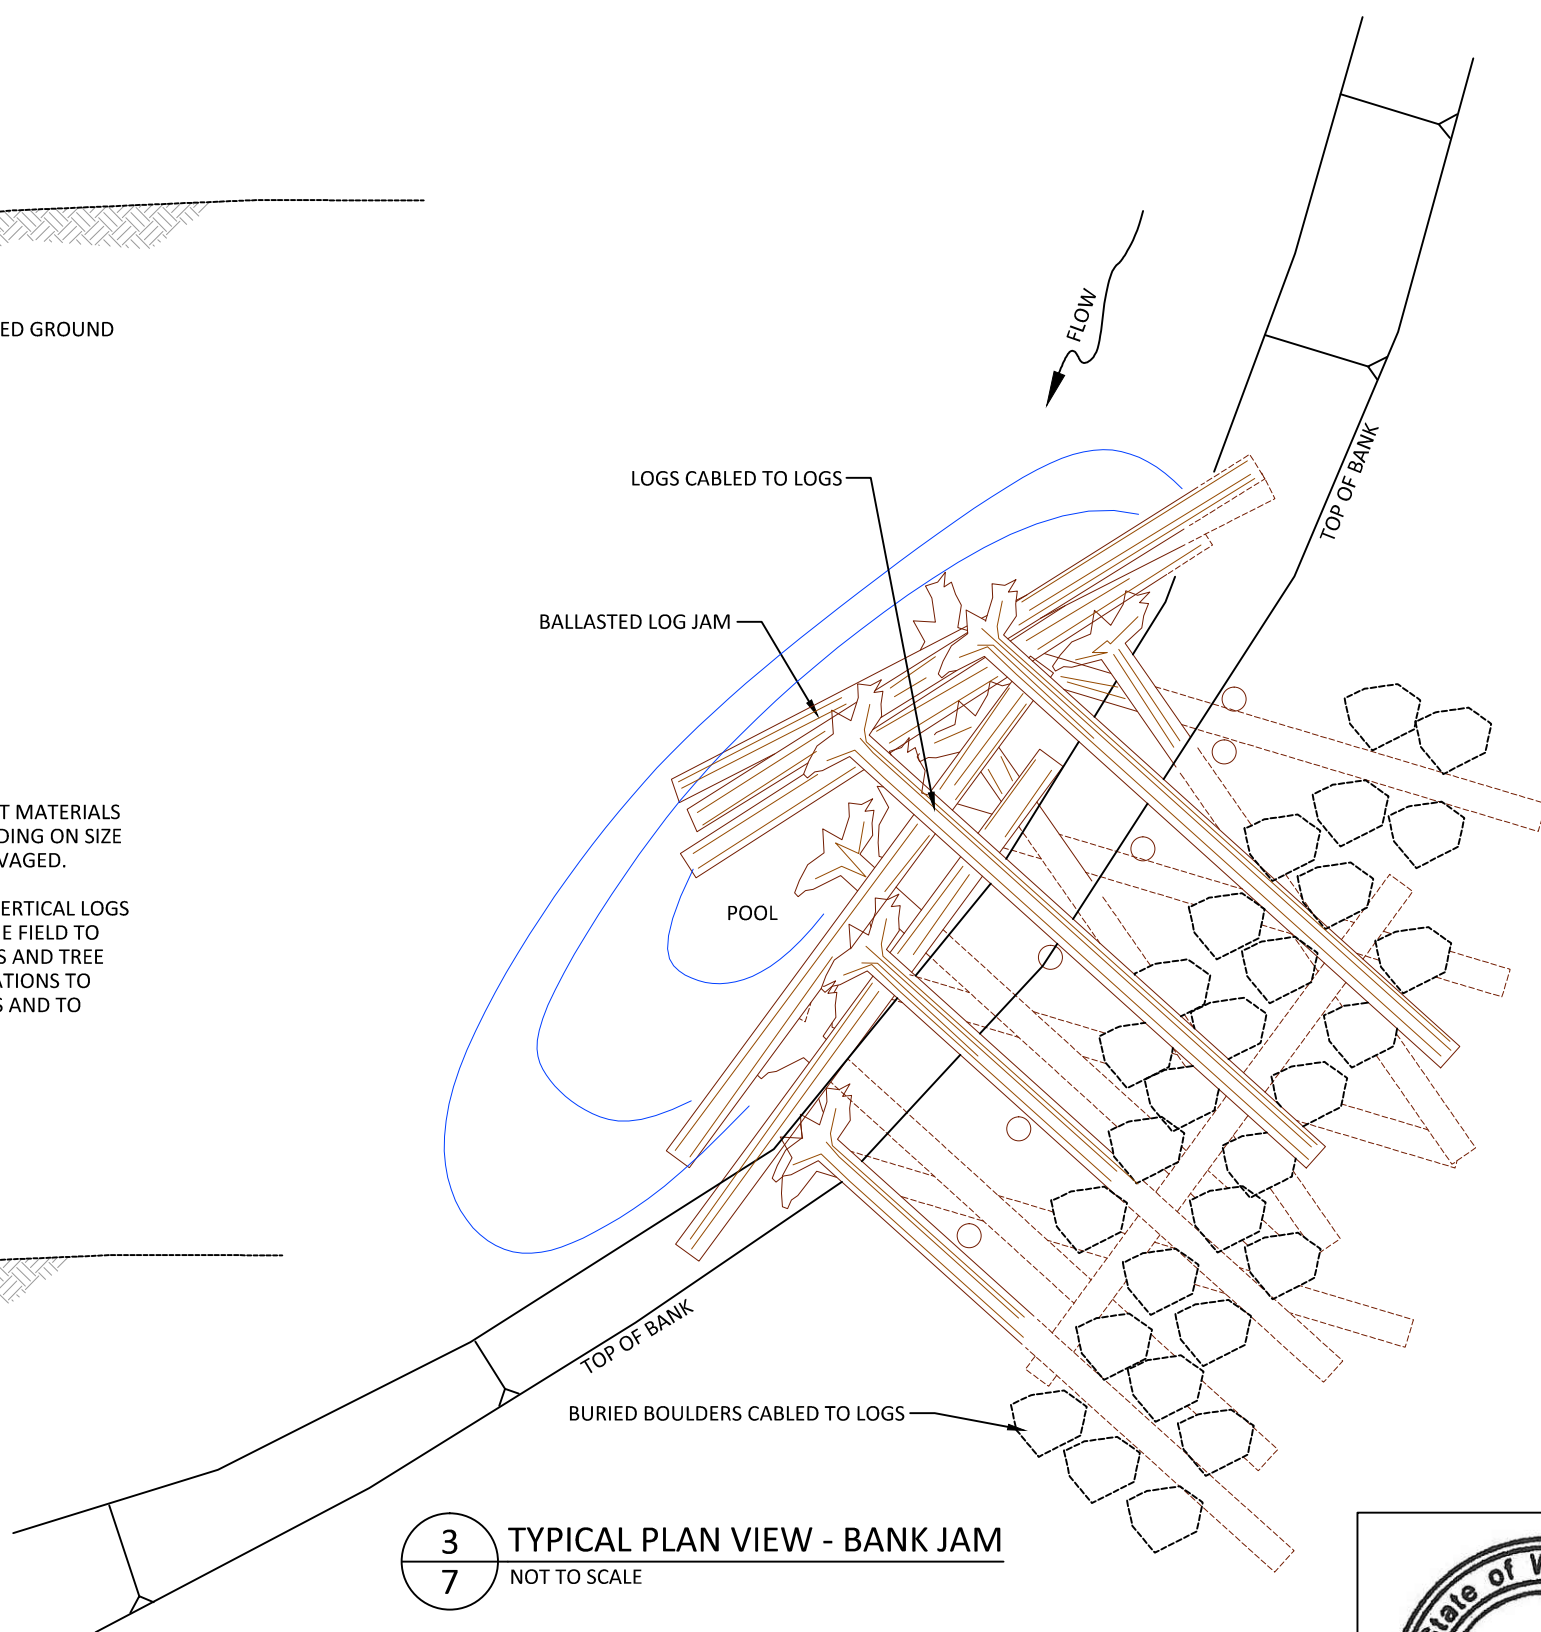 ED GROUND
FLOW
TOP OF BANK
LOGS CABLED TO LOGS
BALLASTED LOG JAM
T MATERIALS
DING ON SIZE
VAGED.
ERTICAL LOGS
E FIELD TO
S AND TREE
ATIONS TO
S AND TO
POOL
TOP OF BANK
BURIED BOULDERS CABLED TO LOGS
3
7
TYPICAL PLAN VIEW - BANK JAM
NOT TO SCALE
State of W